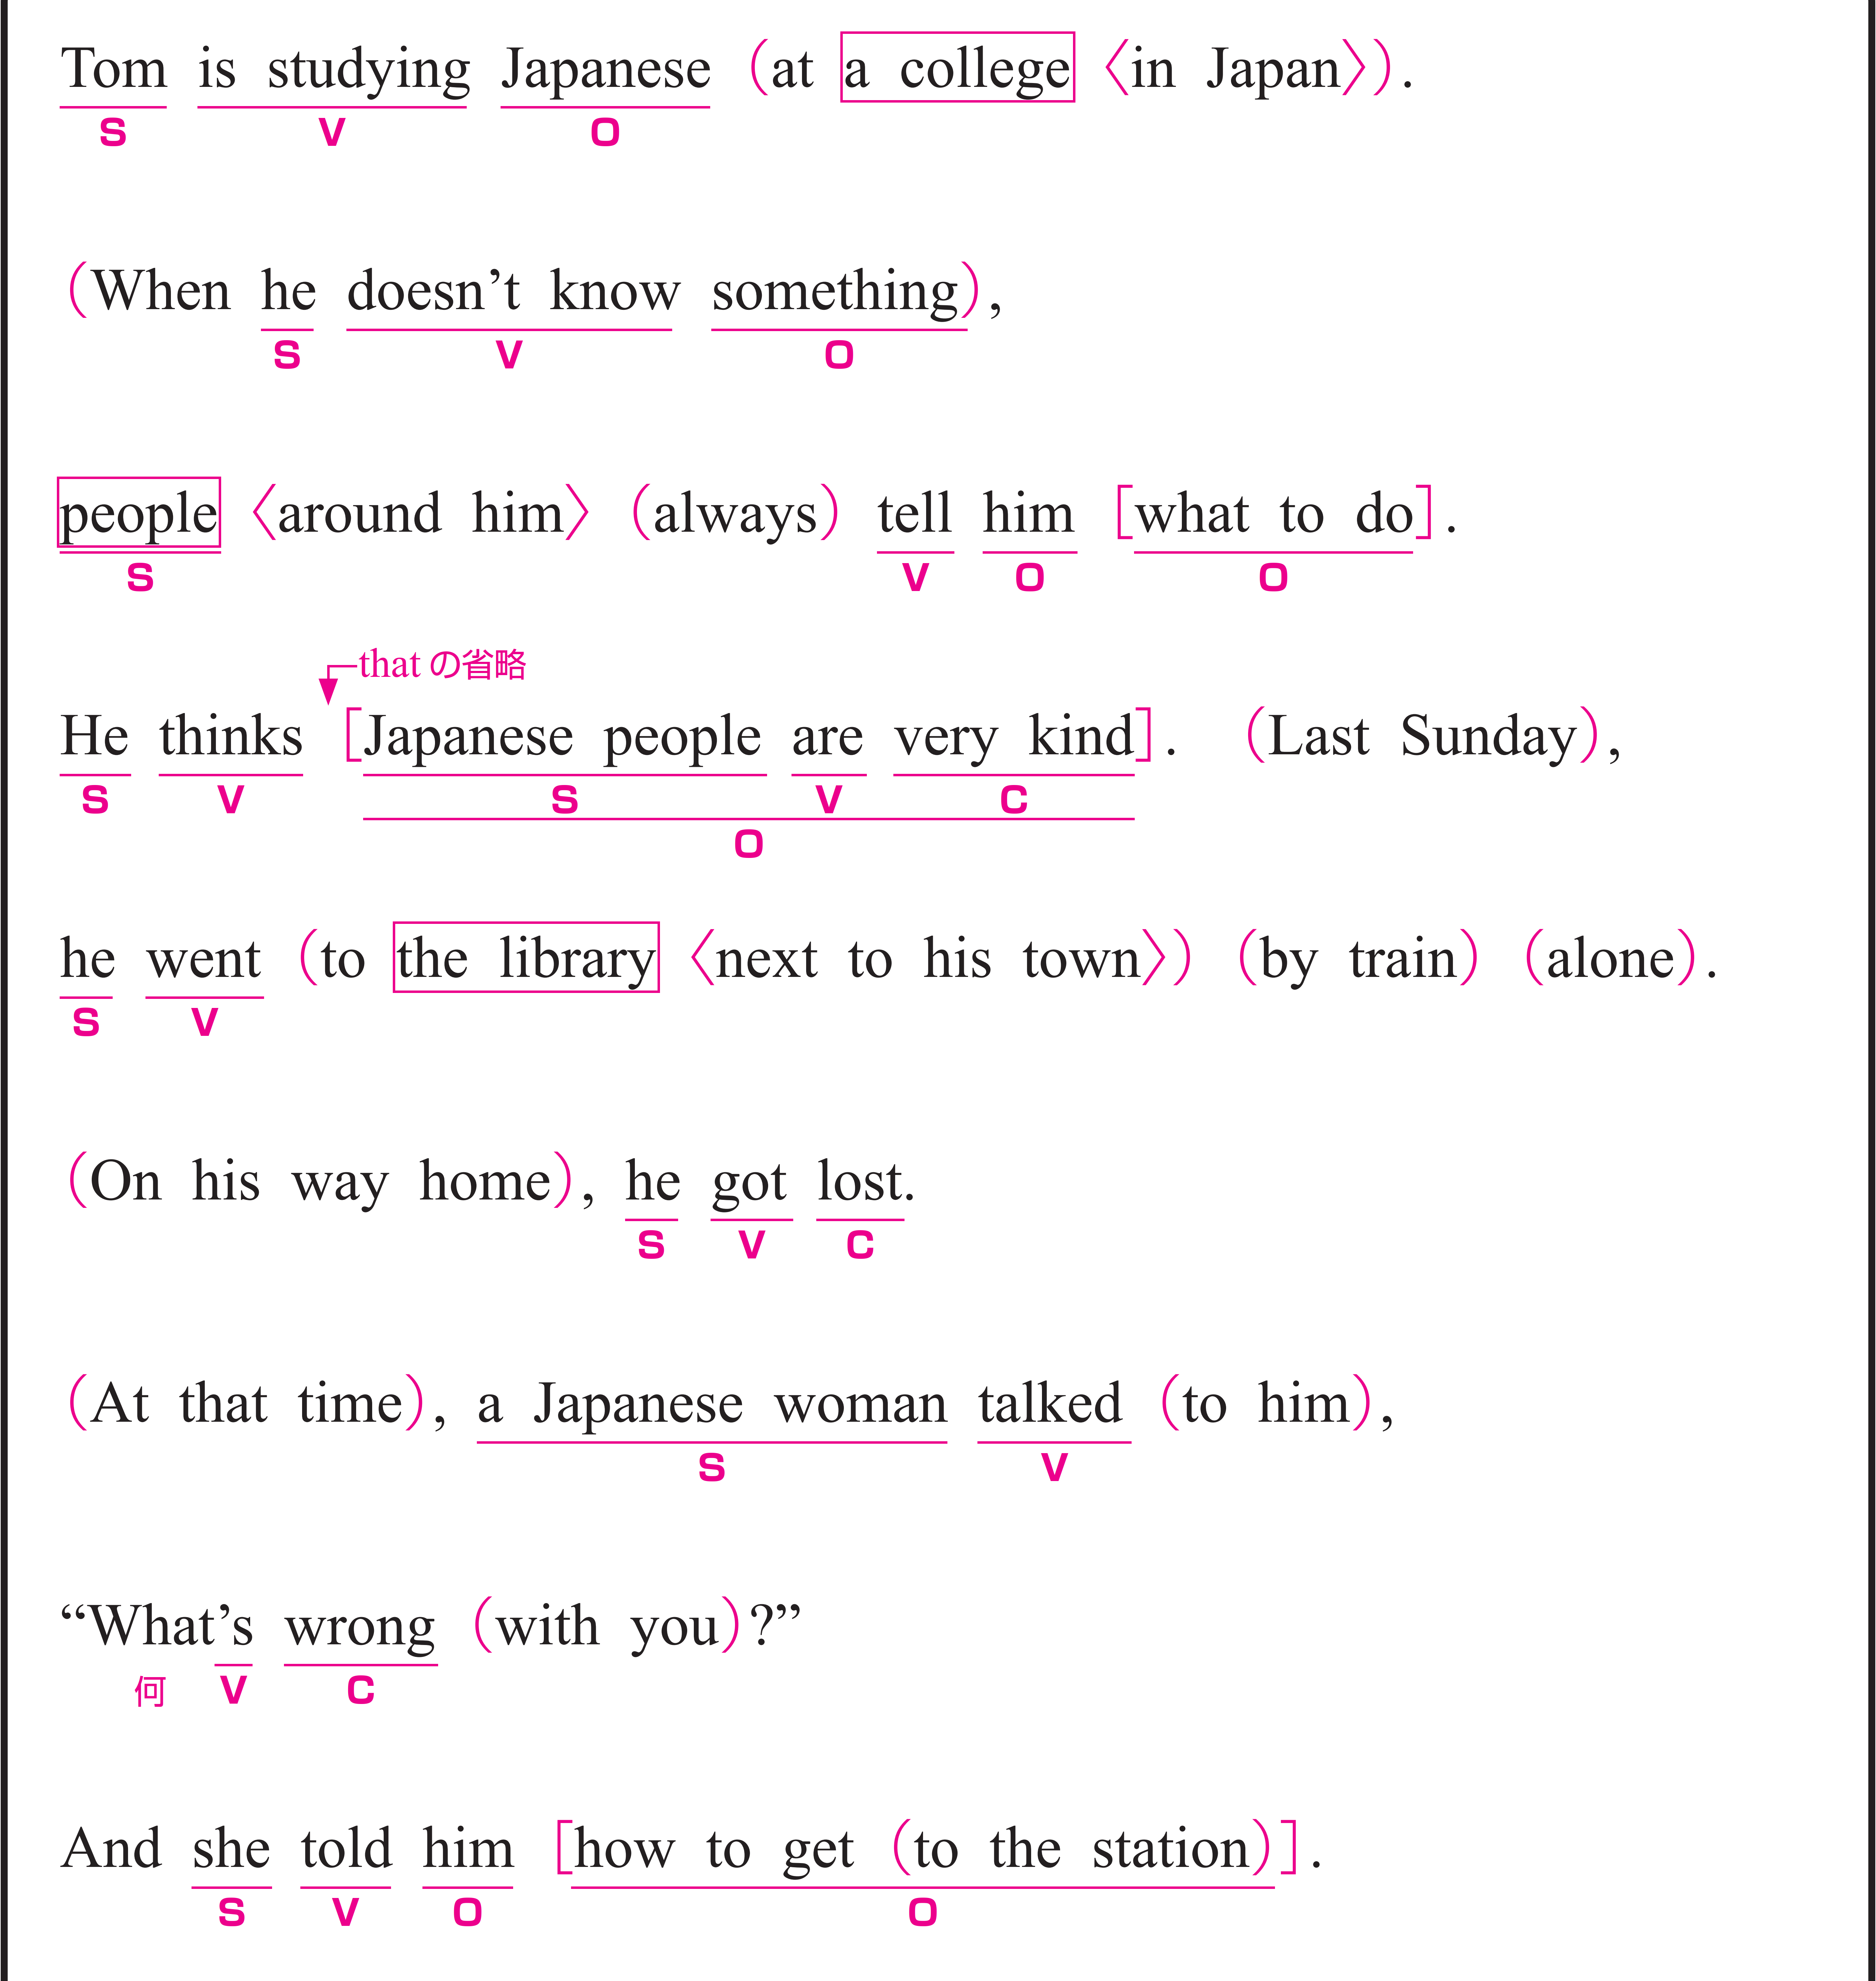 Tom is studying Japanese (at a college 〈in Japan〉).
S V O
(When he doesn’t know something),
S V O
people 〈around him〉 (always) tell him [what to do].
S V O O
thatの省略
He thinks [Japanese people are very kind]. (Last Sunday),
S V S V C
O
he went (to the library 〈next to his town〉) (by train) (alone).
S V
(On his way home), he got lost.
S V C
(At that time), a Japanese woman talked (to him),
S V
“What’s wrong (with you)?”
何 V C
And she told him [how to get (to the station)].
S V O O